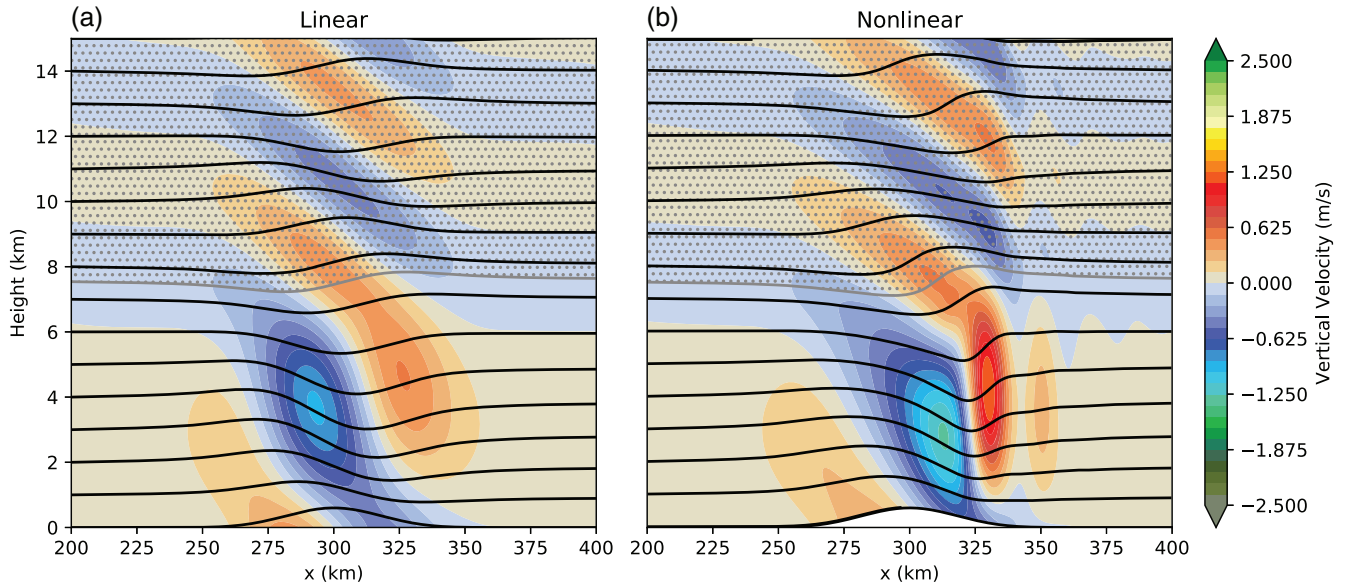 (a) Linear
(b) Nonlinear
Height (km)
14
12
10
8
6
4
2
0
200 225 250 275 300 325 350 375 400
x (km)
200 225 250 275 300 325 350 375 400
x (km)
2.500
1.875
1.250
0.625
0.000
−0.625
−1.250
−1.875
−2.500
Vertical Velocity (m/s)